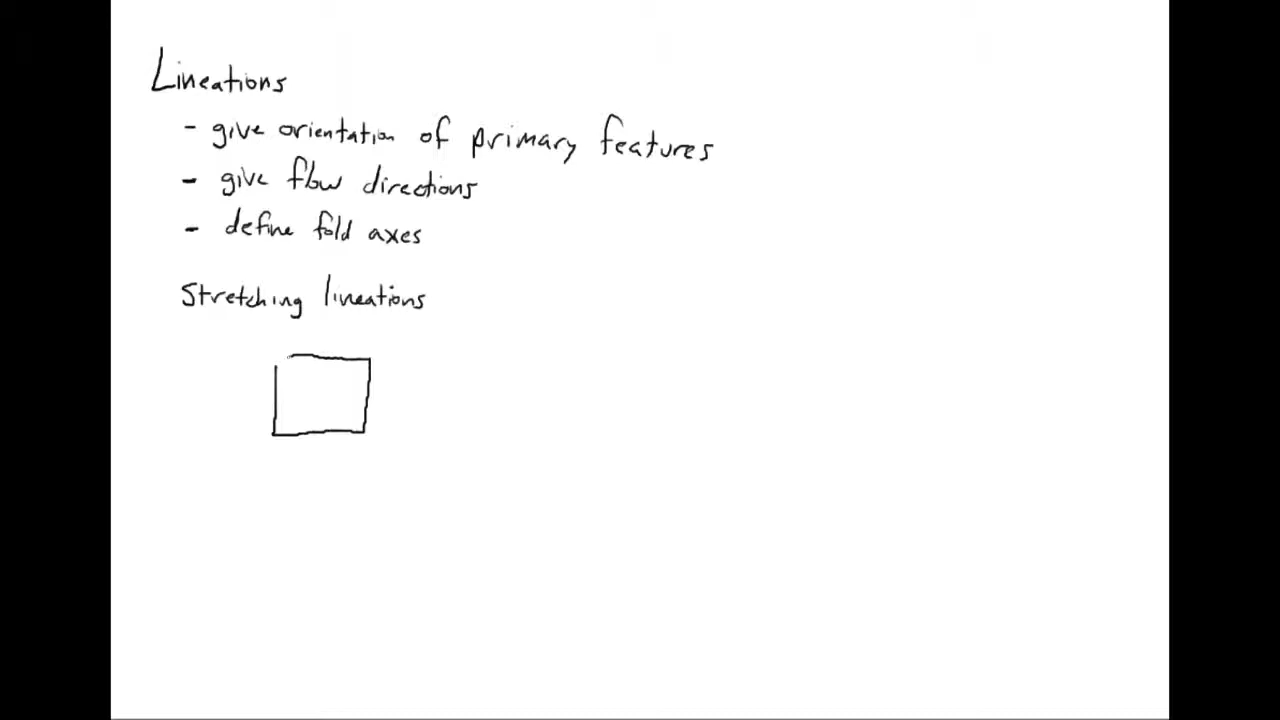 Lineations
- give orientation of primary features
- give flow directions
- define fold axes
Stretching lineations